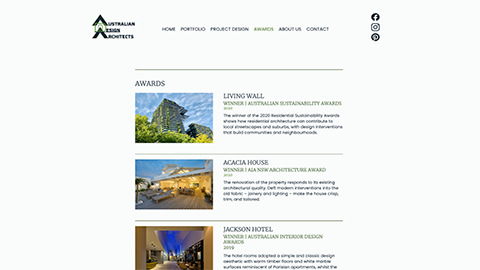 AUSTRALIAN
DESIGN
ARCHITECTS
HOME PORTFOLIO PROJECT DESIGN AWARDS ABOUT US CONTACT
AWARDS
LIVING WALL
WINNER | AUSTRALIAN SUSTAINABILITY AWARDS
2020
The winner of the 2020 Residential Sustainability Awards
shows how residential architecture can contribute to
local streetscapes and suburbs, with design interventions
that build communities and neighbourhoods.
ACACIA HOUSE
WINNER | AIA NSW ARCHITECTURE AWARD
2020
The renovation of the property responds to its existing
architectural quality. Deft modern interventions into the
old fabric – joinery and lighting – make the house crisp,
trim, and tailored.
JACKSON HOTEL
WINNER | AUSTRALIAN INTERIOR DESIGN
AWARDS
2019
The hotel rooms adopted a simple and classic design
aesthetic with warm timber floors and white marble
surfaces reminiscent of Parisian apartments, whilst the